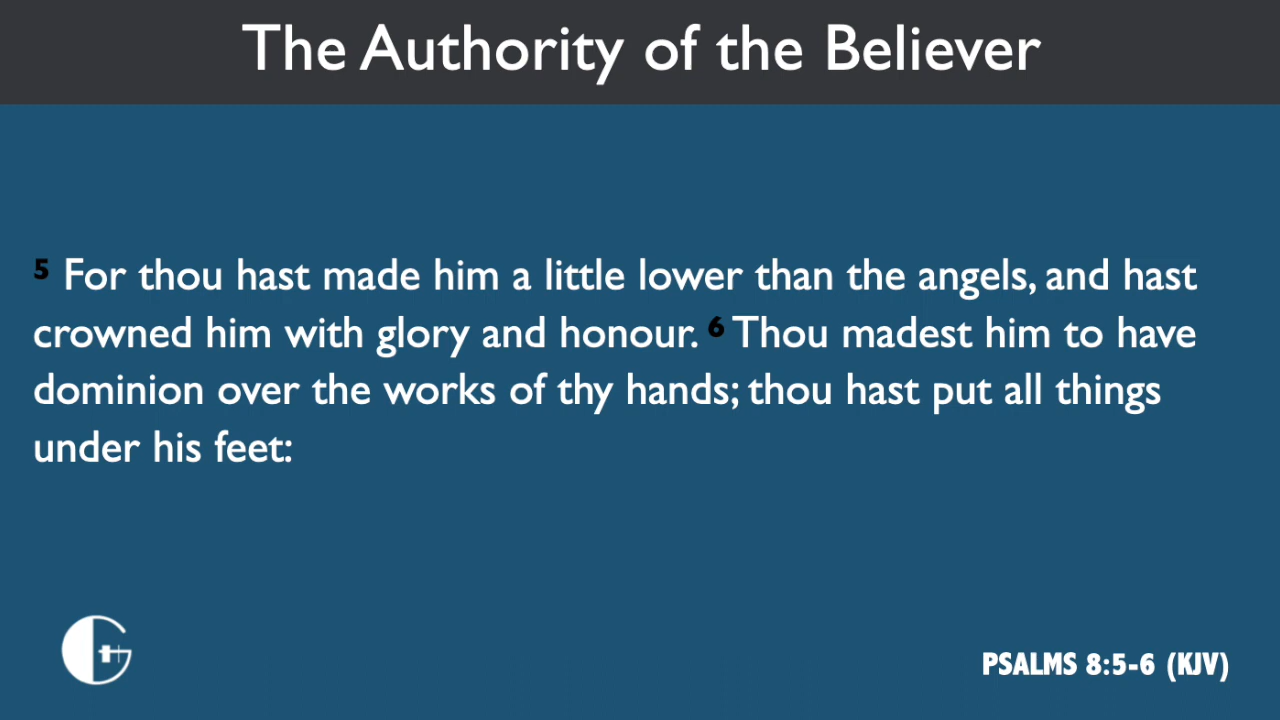 The Authority of the Believer
5 For thou hast made him a little lower than the angels, and hast
crowned him with glory and honour. 6 Thou madest him to have
dominion over the works of thy hands; thou hast put all things
under his feet:
PSALMS 8:5-6 (KJV)